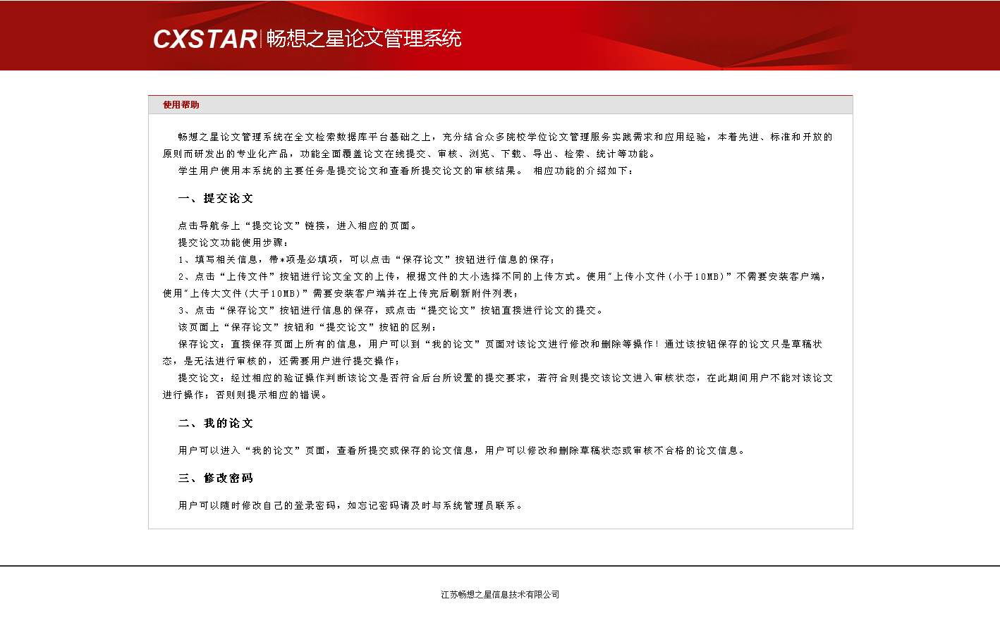 CXSTAR 畅想之星论文管理系统
使用帮助
畅想之星论文管理系统在全文检索数据库平台基础之上，充分结合众多院校学位论文管理服务实践需求和应用经验，本着先进、标准和开放的
原则而研发出的专业化产品，功能全面覆盖论文在线提交、审核、浏览、下载、导出、检索、统计等功能。
学生用户使用本系统的主要任务是提交论文和查看所提交论文的审核结果。 相应功能的介绍如下：
一、提交论文
点击导航条上“提交论文”链接，进入相应的页面。
提交论文功能使用步骤：
1、填写相关信息，带*项是必填项，可以点击“保存论文”按钮进行信息的保存；
2、点击“上传文件”按钮进行论文全文的上传，根据文件的大小选择不同的上传方式。使用"上传小文件(小于10MB)”不需要安装客户端，
使用"上传大文件(大于10MB)”需要安装客户端并在上传完后刷新附件列表；
3、点击“保存论文”按钮进行信息的保存，或点击“提交论文”按钮直接进行论文的提交。
该页面上“保存论文”按钮和“提交论文”按钮的区别：
保存论文：直接保存页面上所有的信息，用户可以到“我的论文”页面对该论文进行修改和删除等操作！通过该按钮保存的论文只是草稿状
态，是无法进行审核的，还需要用户进行提交操作；
提交论文：经过相应的验证操作判断该论文是否符合后台所设置的提交要求，若符合则提交该论文进入审核状态，在此期间用户不能对该论文
进行操作；否则则提示相应的错误。
二、我的论文
用户可以进入“我的论文”页面，查看所提交或保存的论文信息，用户可以修改和删除草稿状态或审核不合格的论文信息。
三、修改密码
用户可以随时修改自己的登录密码，如忘记密码请及时与系统管理员联系。
江苏畅想之星信息技术有限公司